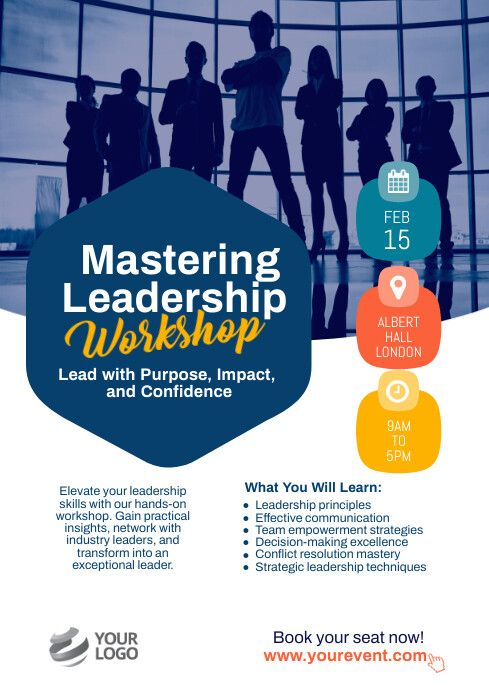 FEB
15
ALBERT
HALL
LONDON
9AM
TO
5PM
Mastering
Leadership
Workshop
Lead with Purpose, Impact,
and Confidence
Elevate your leadership
skills with our hands-on
workshop. Gain practical
insights, network with
industry leaders, and
transform into an
exceptional leader.
What You Will Learn:
• Leadership principles
• Effective communication
• Team empowerment strategies
• Decision-making excellence
• Conflict resolution mastery
• Strategic leadership techniques
YOUR
LOGO
Book your seat now!
www.yourevent.com